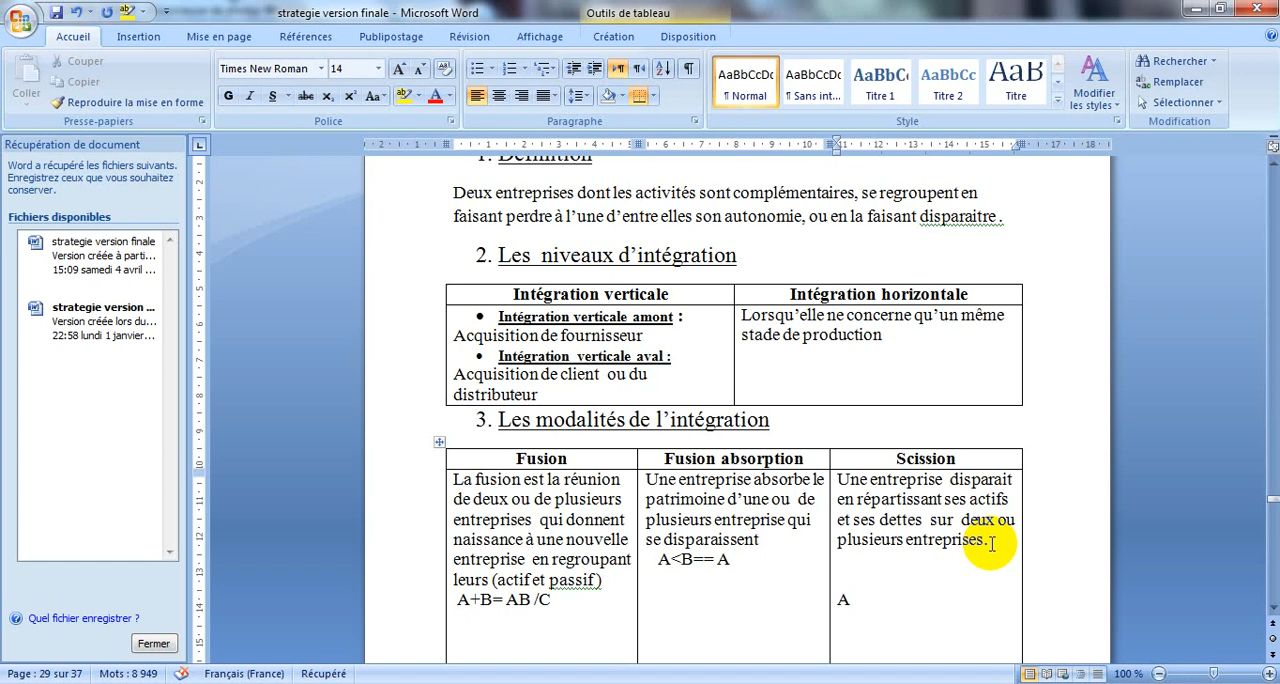 strategie version finale - Microsoft Word
Outils de tableau
Accueil Insertion Mise en page Références Publipostage Révision Affichage Création Disposition
Coller
Couper
Copier
Reproduire la mise en forme
Presse-papiers
Times New Roman 14
G I S abc X₂ X² Aa
Police
Paragraphe
AaBbCcDc AaBbCcDc AaBbCc AaBbCc AaB
¶ Normal ¶ Sans int... Titre 1 Titre 2 Titre
Modifier les styles
Style
Rechercher
Remplacer
Sélectionner
Modification
Récupération de document
Word a récupéré les fichiers suivants.
Enregistrez ceux que vous souhaitez
conserver.
Fichiers disponibles
strategie version finale
Version créée à parti...
15:09 samedi 4 avril ...
strategie version ...
Version créée lors du...
22:58 lundi 1 janvier...
Quel fichier enregistrer ?
Fermer
1. Définition
Deux entreprises dont les activités sont complémentaires, se regroupent en
faisant perdre à l'une d'entre elles son autonomie, ou en la faisant disparaitre .
2. Les niveaux d'intégration
Intégration verticale Intégration horizontale
• Intégration verticale amont :
Acquisition de fournisseur
• Intégration verticale aval :
Acquisition de client ou du
distributeur
Lorsqu'elle ne concerne qu'un même
stade de production
3. Les modalités de l'intégration
Fusion Fusion absorption Scission
La fusion est la réunion
de deux ou de plusieurs
entreprises qui donnent
naissance à une nouvelle
entreprise en regroupant
leurs (actif et passif )
A+B= AB /C
Une entreprise absorbe le
patrimoine d'une ou de
plusieurs entreprise qui
se disparaissent
A<B== A
Une entreprise disparait
en répartissant ses actifs
et ses dettes sur deux ou
plusieurs entreprises.
A
Page : 29 sur 37 Mots : 8 949 Français (France) Récupéré 100 %